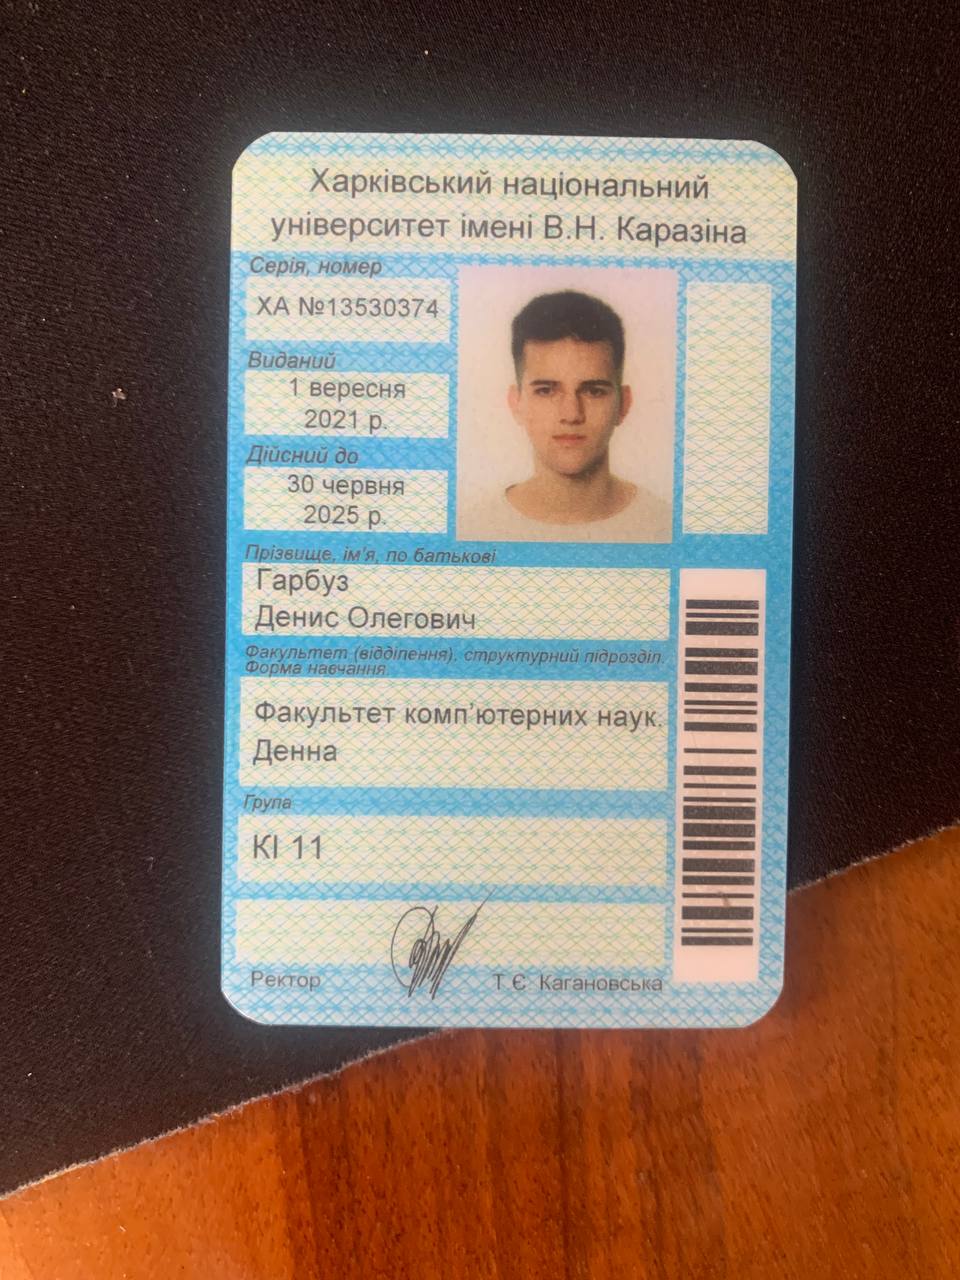 Харківський національний
університет імені В.Н. Каразіна
Серія, номер
ХА №13530374
Виданий
1 вересня
2021 р.
Дійсний до
30 червня
2025 р.
Прізвище, ім'я, по батькові
Гарбуз
Денис Олегович
Факультет (відділення), структурний підрозділ.
Форма навчання.
Факультет комп'ютерних наук.
Денна
Група
КІ 11
Ректор
Т.Є. Кагановська